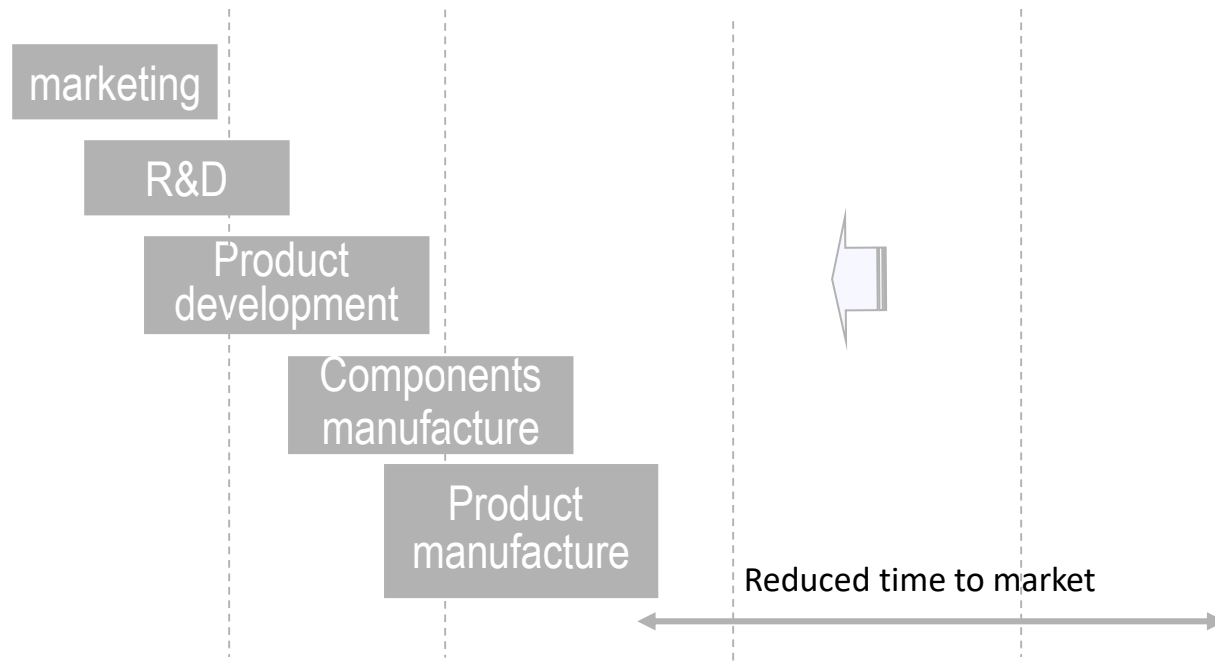 marketing
R&D
Product
development
Components
manufacture
Product
manufacture
Reduced time to market